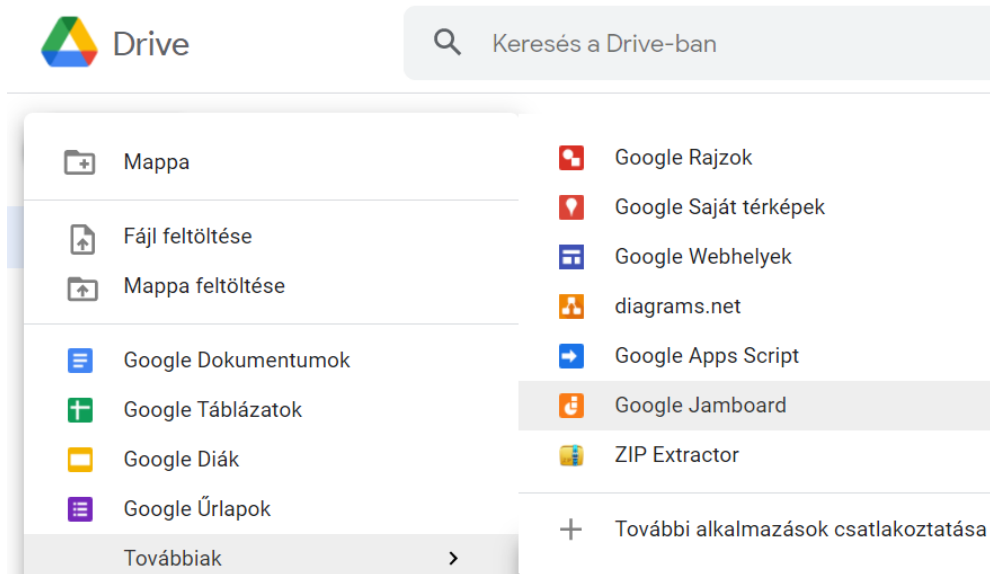 Drive
Keresés a Drive-ban
Mappa
Fájl feltöltése
Mappa feltöltése
Google Dokumentumok
Google Táblázatok
Google Diák
Google Űrlapok
Továbbiak
Google Rajzok
Google Saját térképek
Google Webhelyek
diagrams.net
Google Apps Script
Google Jamboard
ZIP Extractor
További alkalmazások csatlakoztatása